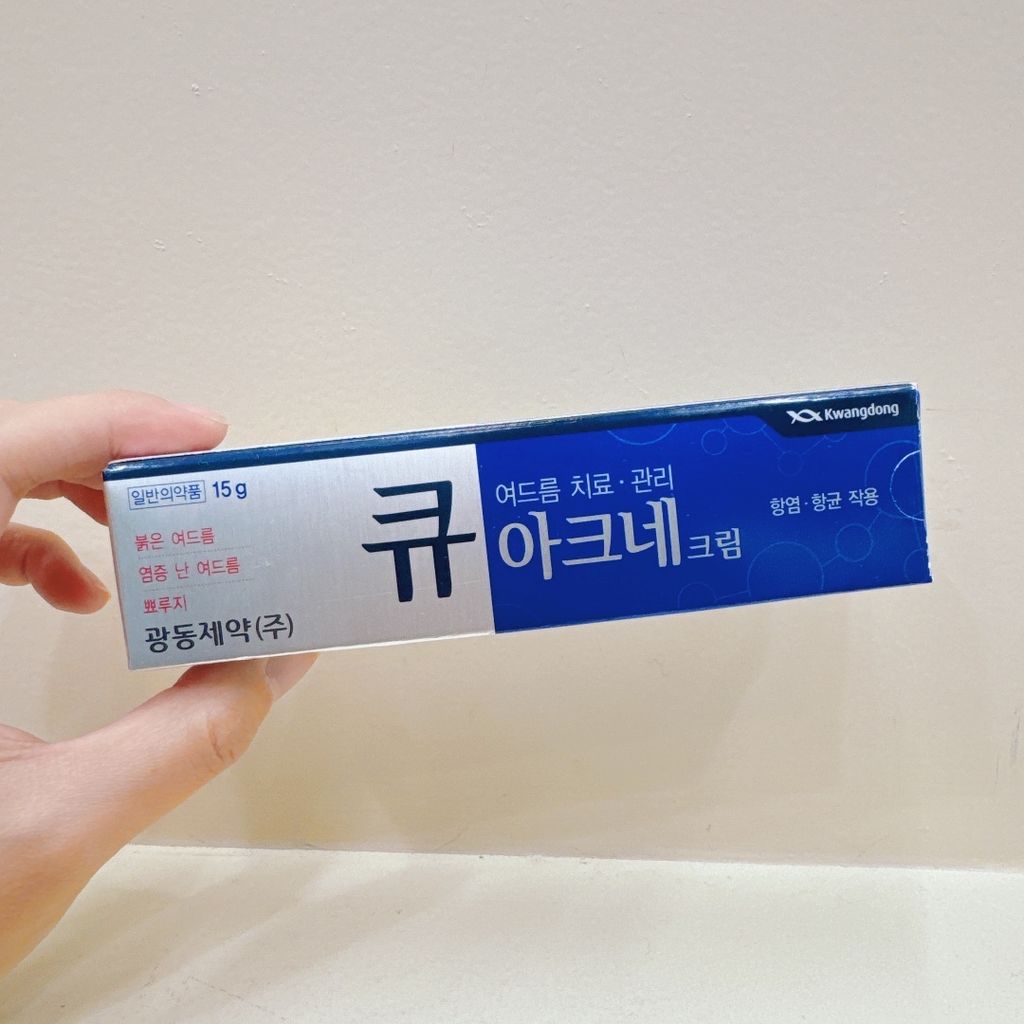 Kwangdong
일반의약품 15g
붉은 여드름
염증 난 여드름
뾰루지
광동제약(주)
큐
여드름 치료·관리
아크네크림
항염·항균 작용